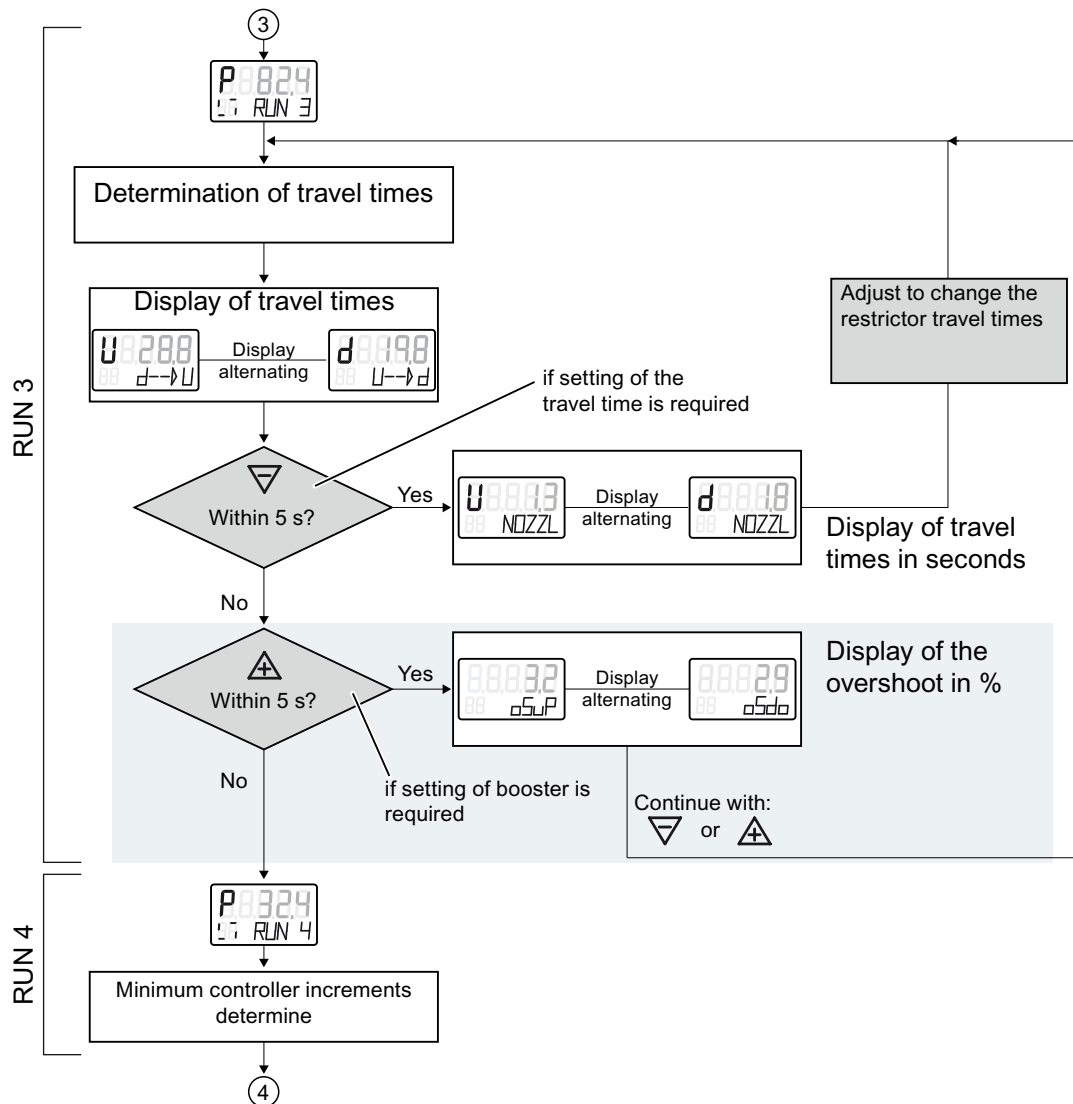 3
P 82.4
RUN 3
Determination of travel times
Display of travel times
U 28.8
d-->U
Display
alternating
d 19.8
U-->d
Adjust to change the
restrictor travel times
RUN 3
if setting of the
travel time is required
Within 5 s?
Yes
U 1.3
NOZZL
Display
alternating
d 1.8
NOZZL
Display of travel
times in seconds
No
Within 5 s?
Yes
3.2
oSuP
Display
alternating
2.9
oSdo
Display of the
overshoot in %
No
if setting of booster is
required
Continue with:
or
P 32.4
RUN 4
RUN 4
Minimum controller increments
determine
4